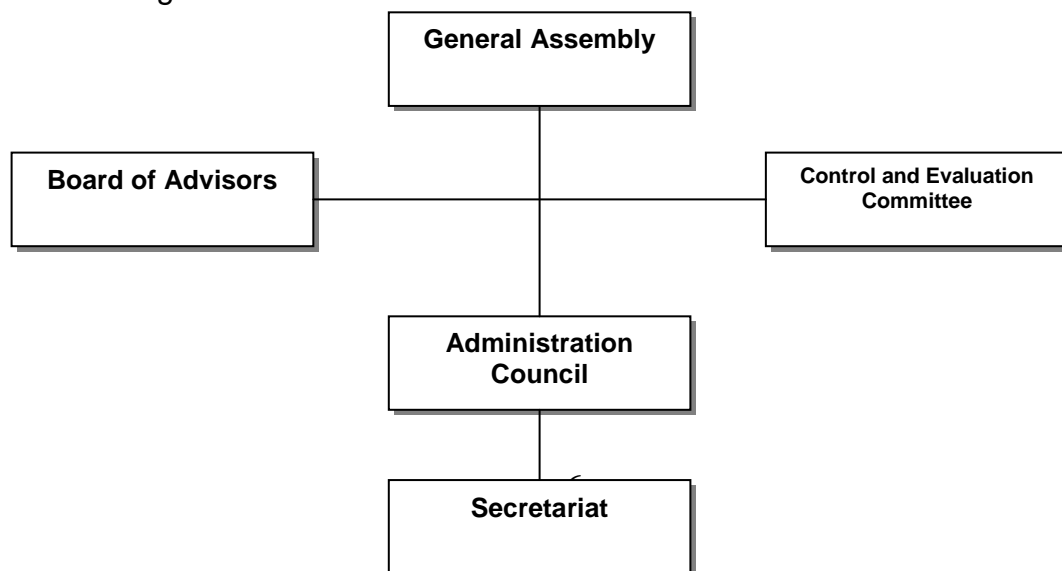 General Assembly
Board of Advisors
Control and Evaluation
Committee
Administration
Council
Secretariat